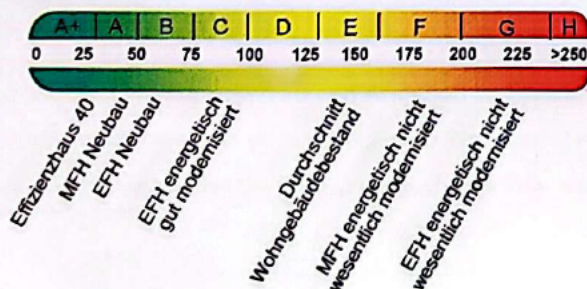 A+ A B C D E F G H
0 25 50 75 100 125 150 175 200 225 >250
Effizienzhaus 40
MFH Neubau
EFH Neubau
EFH energetisch
gut modernisiert
Durchschnitt
Wohngebäudebestand
MFH energetisch nicht
wesentlich modernisiert
EFH energetisch nicht
wesentlich modernisiert